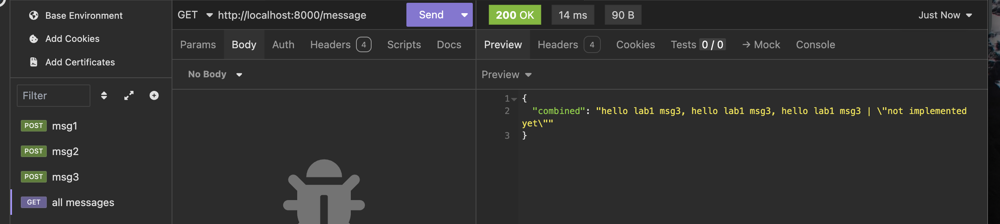 Base Environment
Add Cookies
Add Certificates
Filter
POST msg1
POST msg2
POST msg3
GET all messages
GET http://localhost:8000/message Send
Params Body Auth Headers 4 Scripts Docs
No Body
200 OK 14 ms 90 B Just Now
Preview Headers 4 Cookies Tests 0 / 0 → Mock Console
Preview
1 {
2 "combined": "hello lab1 msg3, hello lab1 msg3, hello lab1 msg3 | \"not implemented
yet\""
3 }